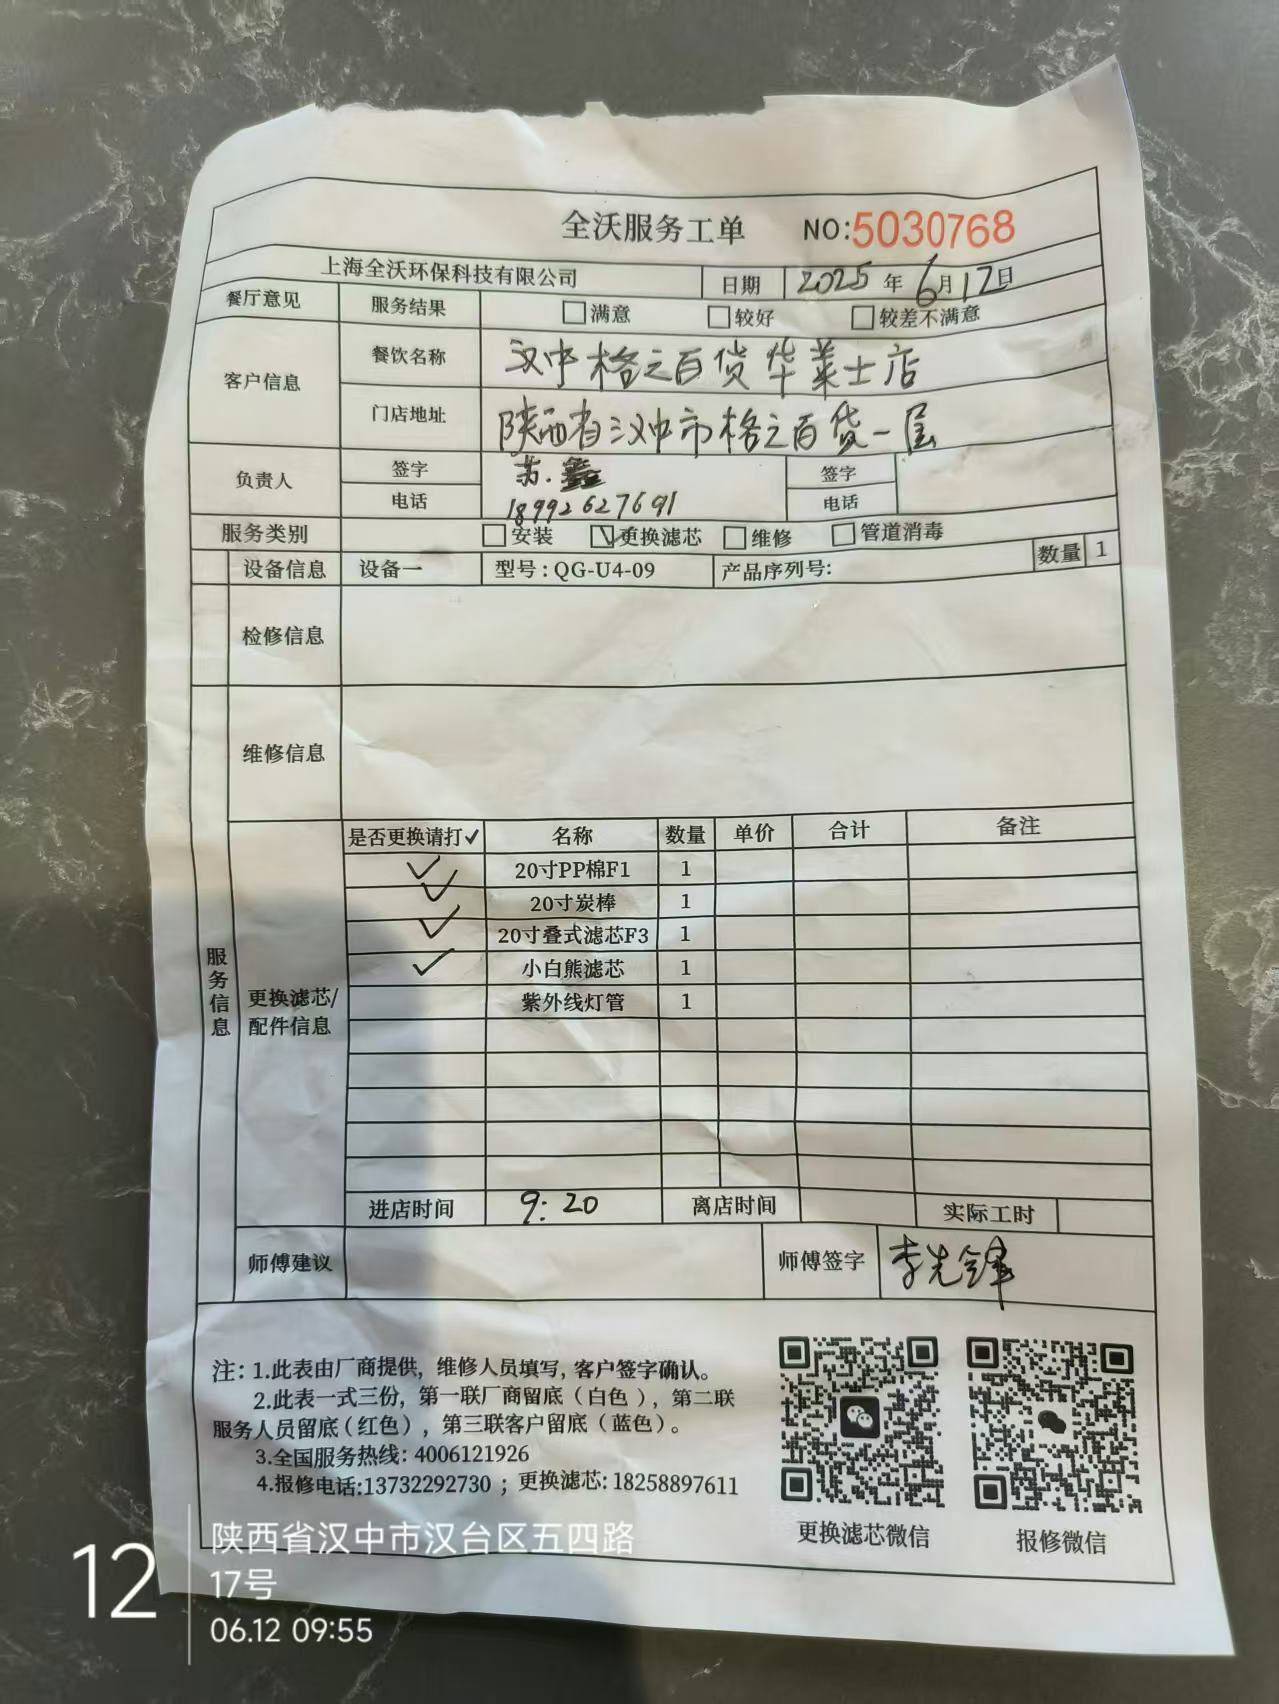 全沃服务工单 NO:5030768
上海全沃环保科技有限公司 日期 2025年6月12日
餐厅意见 服务结果 □满意 □较好 □较差不满意
客户信息 餐饮名称 汉中格之百货华莱士店
门店地址 陕西省汉中市格之百货一层
负责人 签字 苏.鑫 签字
电话 18992627691 电话
服务类别 □安装 ☑更换滤芯 □维修 □管道消毒
设备信息 设备一 型号:QG-U4-09 产品序列号: 数量 1
检修信息
维修信息
服务信息
更换滤芯/
配件信息
是否更换请打✓ 名称 数量 单价 合计 备注
✓ 20寸PP棉F1 1
✓ 20寸炭棒 1
✓ 20寸叠式滤芯F3 1
✓ 小白熊滤芯 1
紫外线灯管 1
进店时间 9:20 离店时间 实际工时
师傅建议 师傅签字 李先锋
注: 1.此表由厂商提供, 维修人员填写, 客户签字确认。
2.此表一式三份, 第一联厂商留底(白色), 第二联
服务人员留底(红色), 第三联客户留底(蓝色)。
3.全国服务热线: 4006121926
4.报修电话:13732292730 ; 更换滤芯: 18258897611
更换滤芯微信 报修微信
12
陕西省汉中市汉台区五四路
17号
06.12 09:55